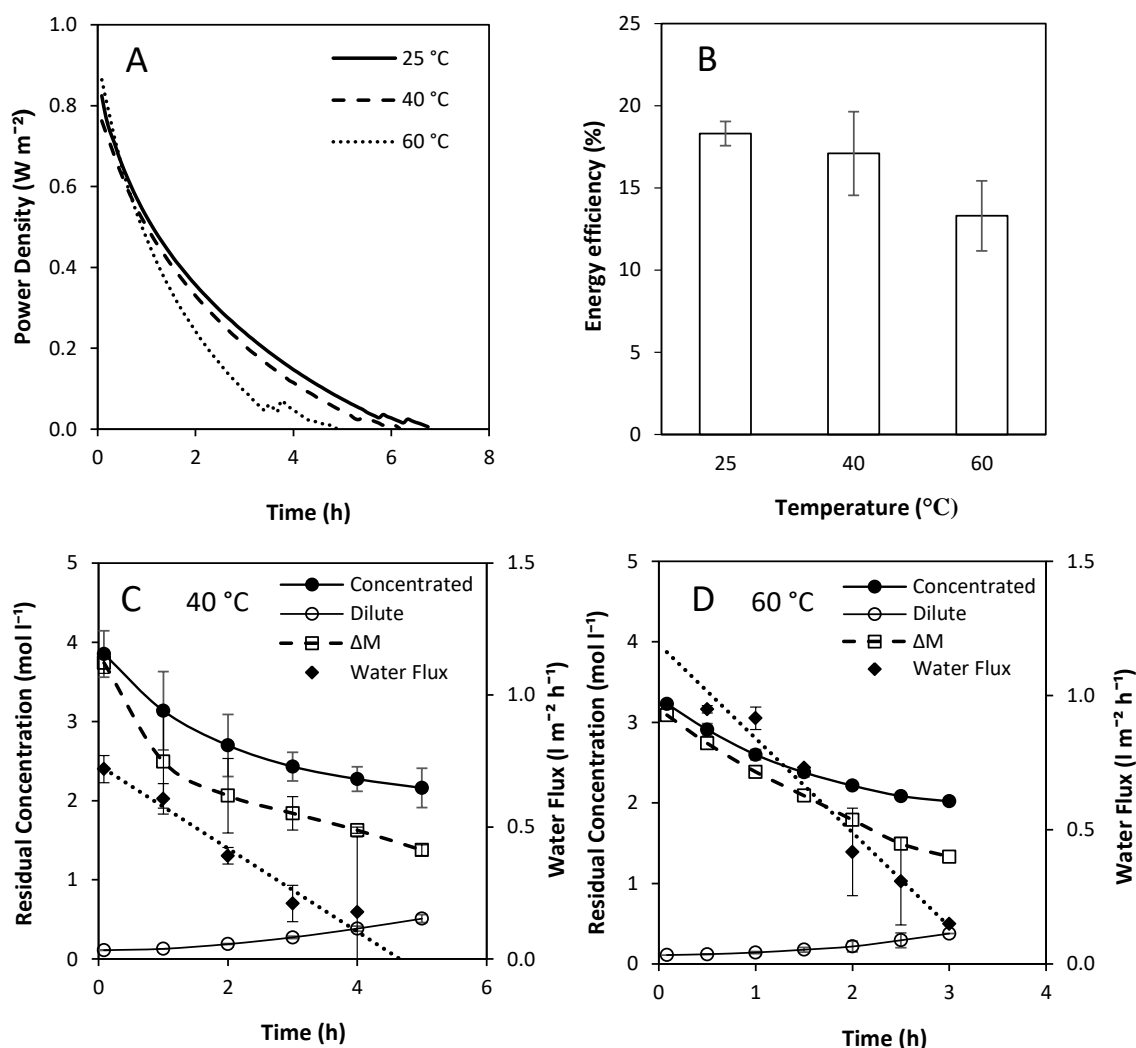 A
Power Density (W m⁻²)
1.0
0.8
0.6
0.4
0.2
0.0
25 °C
40 °C
60 °C
0 2 4 6 8
Time (h)
B
Energy efficiency (%)
25
20
15
10
5
0
25 40 60
Temperature (°C)
C 40 °C
Residual Concentration (mol l⁻¹)
5
4
3
2
1
0
Concentrated
Dilute
ΔM
Water Flux
1.5
1.0
0.5
0.0
Water Flux (l m⁻² h⁻¹)
0 2 4 6
Time (h)
D 60 °C
Residual Concentration (mol l⁻¹)
5
4
3
2
1
0
Concentrated
Dilute
ΔM
Water Flux
1.5
1.0
0.5
0.0
Water Flux (l m⁻² h⁻¹)
0 1 2 3 4
Time (h)